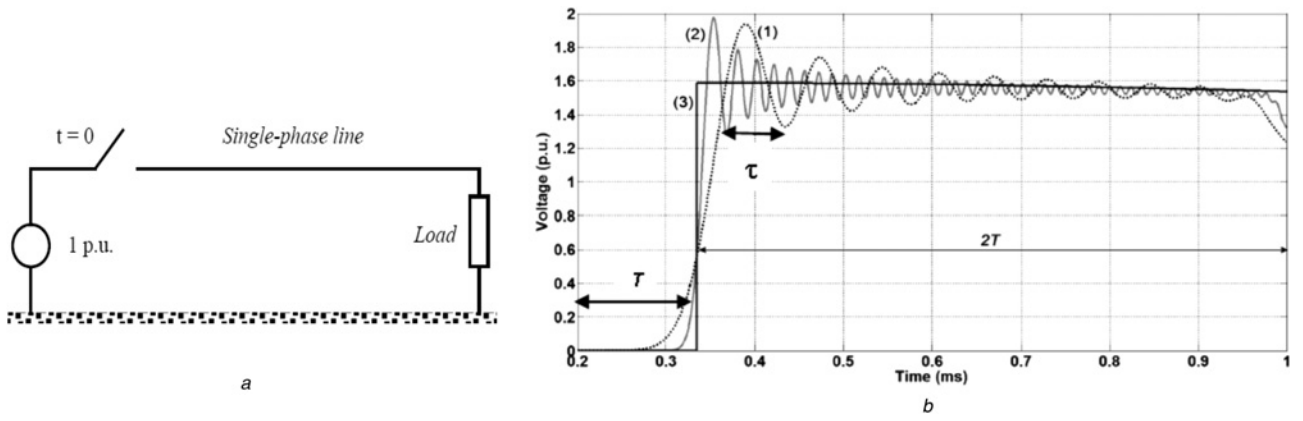 t = 0
Single-phase line
1 p.u.
Load
a
Voltage (p.u.)
2
1.8
1.6
1.4
1.2
1
0.8
0.6
0.4
0.2
0
(2)
(1)
(3)
τ
T
2T
0.2
0.3
0.4
0.5
0.6
0.7
0.8
0.9
1
Time (ms)
b